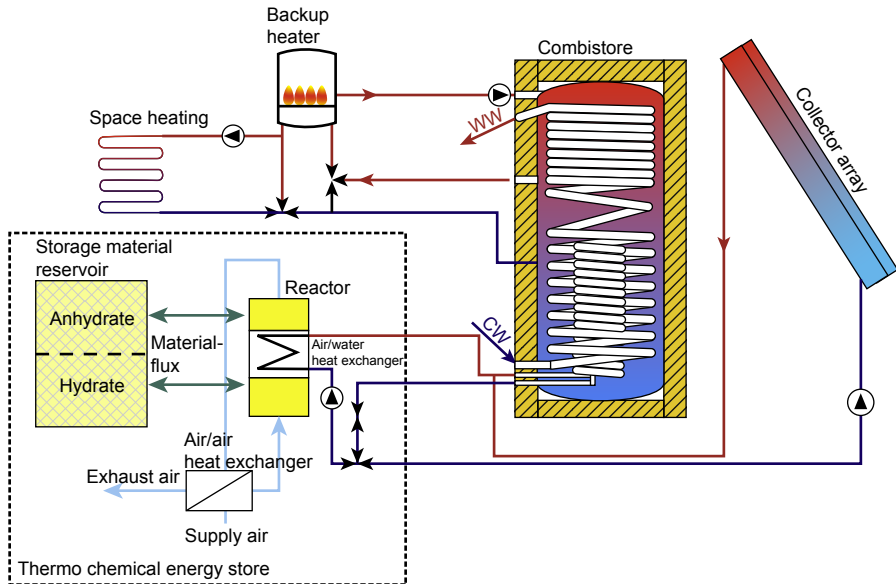 Backup
heater
Combistore
Space heating
WW
Collector array
Storage material
reservoir
Reactor
Anhydrate
Material-
flux
Hydrate
Air/water
heat exchanger
CW
Air/air
heat exchanger
Exhaust air
Supply air
Thermo chemical energy store